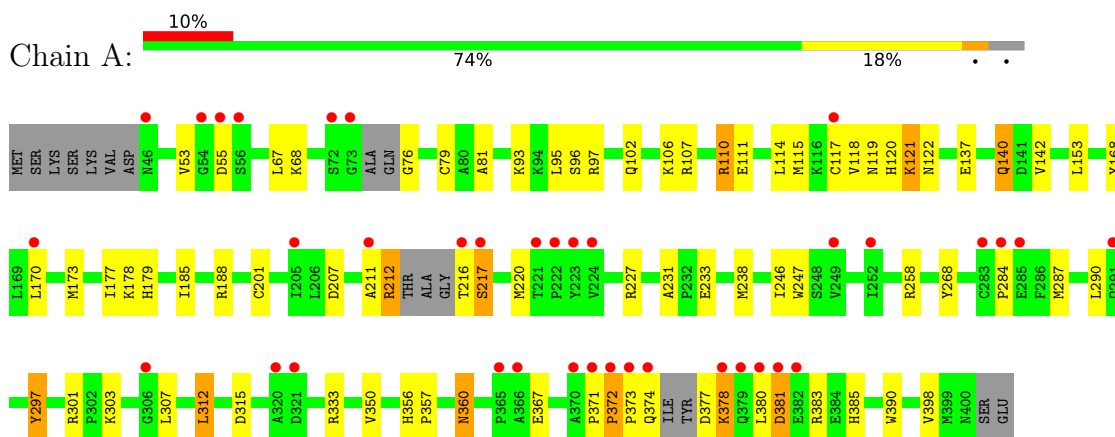 10%
Chain A:
74% 18% • •
MET SER LYS SER LYS VAL ASP N46 V53 G54 D55 S56 L67 K68 S72 G73 ALA GLN G76 C79 A80 A81 K93 K94 L95 S96 R97 Q102 K106 R107 R110 E111 L114 M115 K116 C117 V118 N119 H120 K121 N122 E137 Q140 D141 V142 L153
L169 L170 M173 I177 K178 H179 I185 R188 C201 I205 L206 D207 A211 R212 THR ALA GLY T216 S217 M220 T221 P222 Y223 V224 R227 A231 P232 E233 M238 I246 W247 S248 V249 I252 R258 Y268 C283 P284 E285 F286 M287 L290
Y297 R301 P302 K303 G306 L307 L312 D315 A320 D321 R333 V350 H356 P357 N360 P365 A366 E367 A370 P371 P372 P373 Q374 ILE TYR D377 K378 Q379 L380 D381 E382 R383 E384 H385 W390 V398 M399 N400 SER GLU